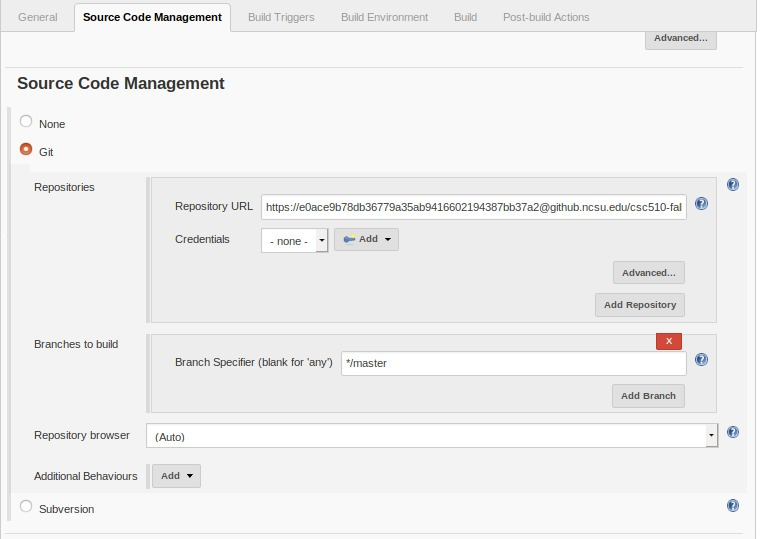 General Source Code Management Build Triggers Build Environment Build Post-build Actions
Advanced...
Source Code Management
None
Git
Repositories
Repository URL https://e0ace9b78db36779a35ab9416602194387bb37a2@github.ncsu.edu/csc510-fal
Credentials - none - Add
Advanced...
Add Repository
Branches to build
X
Branch Specifier (blank for 'any') */master
Add Branch
Repository browser (Auto)
Additional Behaviours Add
Subversion